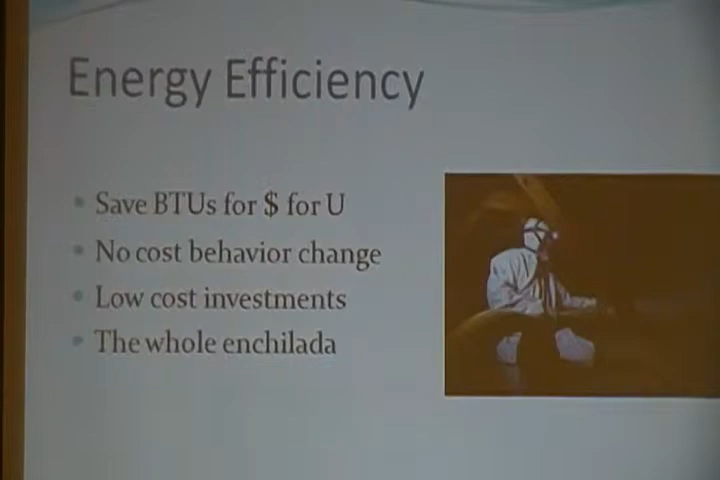 Energy Efficiency
Save BTUs for $ for U
No cost behavior change
Low cost investments
The whole enchilada